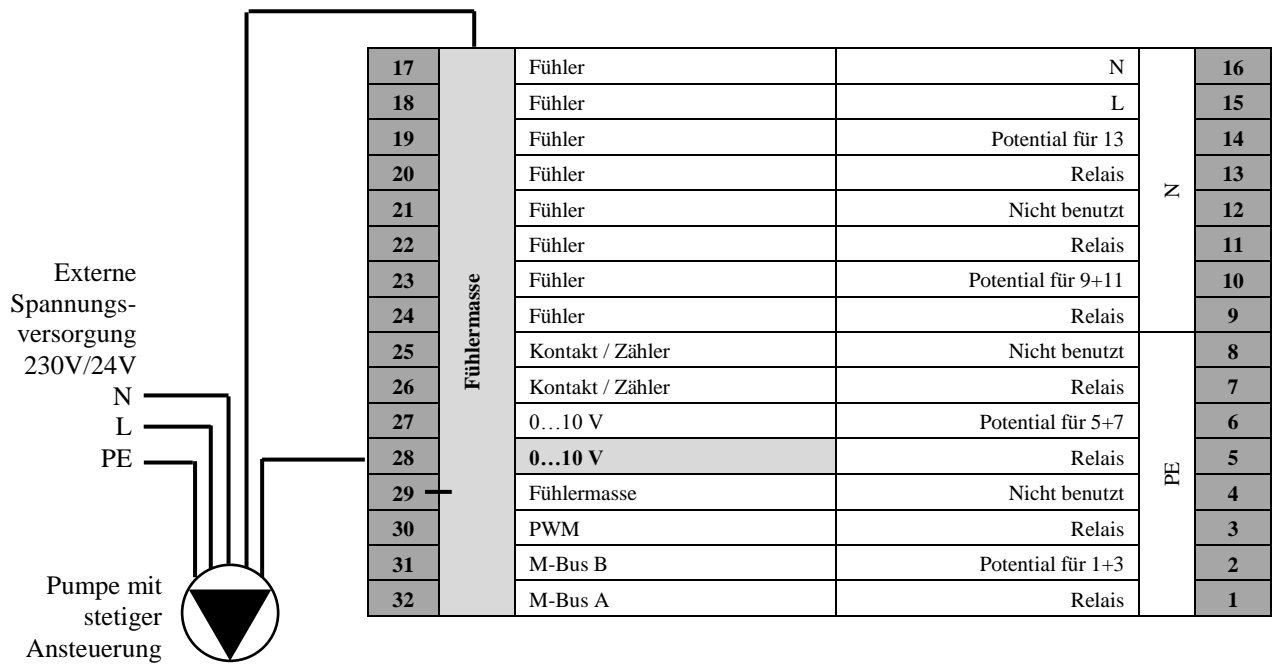 17 Fühler N 16
18 Fühler L 15
19 Fühler Potential für 13 14
20 Fühler Relais 13
N
21 Fühler Nicht benutzt 12
22 Fühler Relais 11
23 Fühler Potential für 9+11 10
24 Fühler Relais 9
Fühlermasse
25 Kontakt / Zähler Nicht benutzt 8
26 Kontakt / Zähler Relais 7
27 0…10 V Potential für 5+7 6
28 0…10 V Relais 5
PE
29 Fühlermasse Nicht benutzt 4
30 PWM Relais 3
31 M-Bus B Potential für 1+3 2
32 M-Bus A Relais 1
Externe
Spannungs-
versorgung
230V/24V
N
L
PE
Pumpe mit
stetiger
Ansteuerung